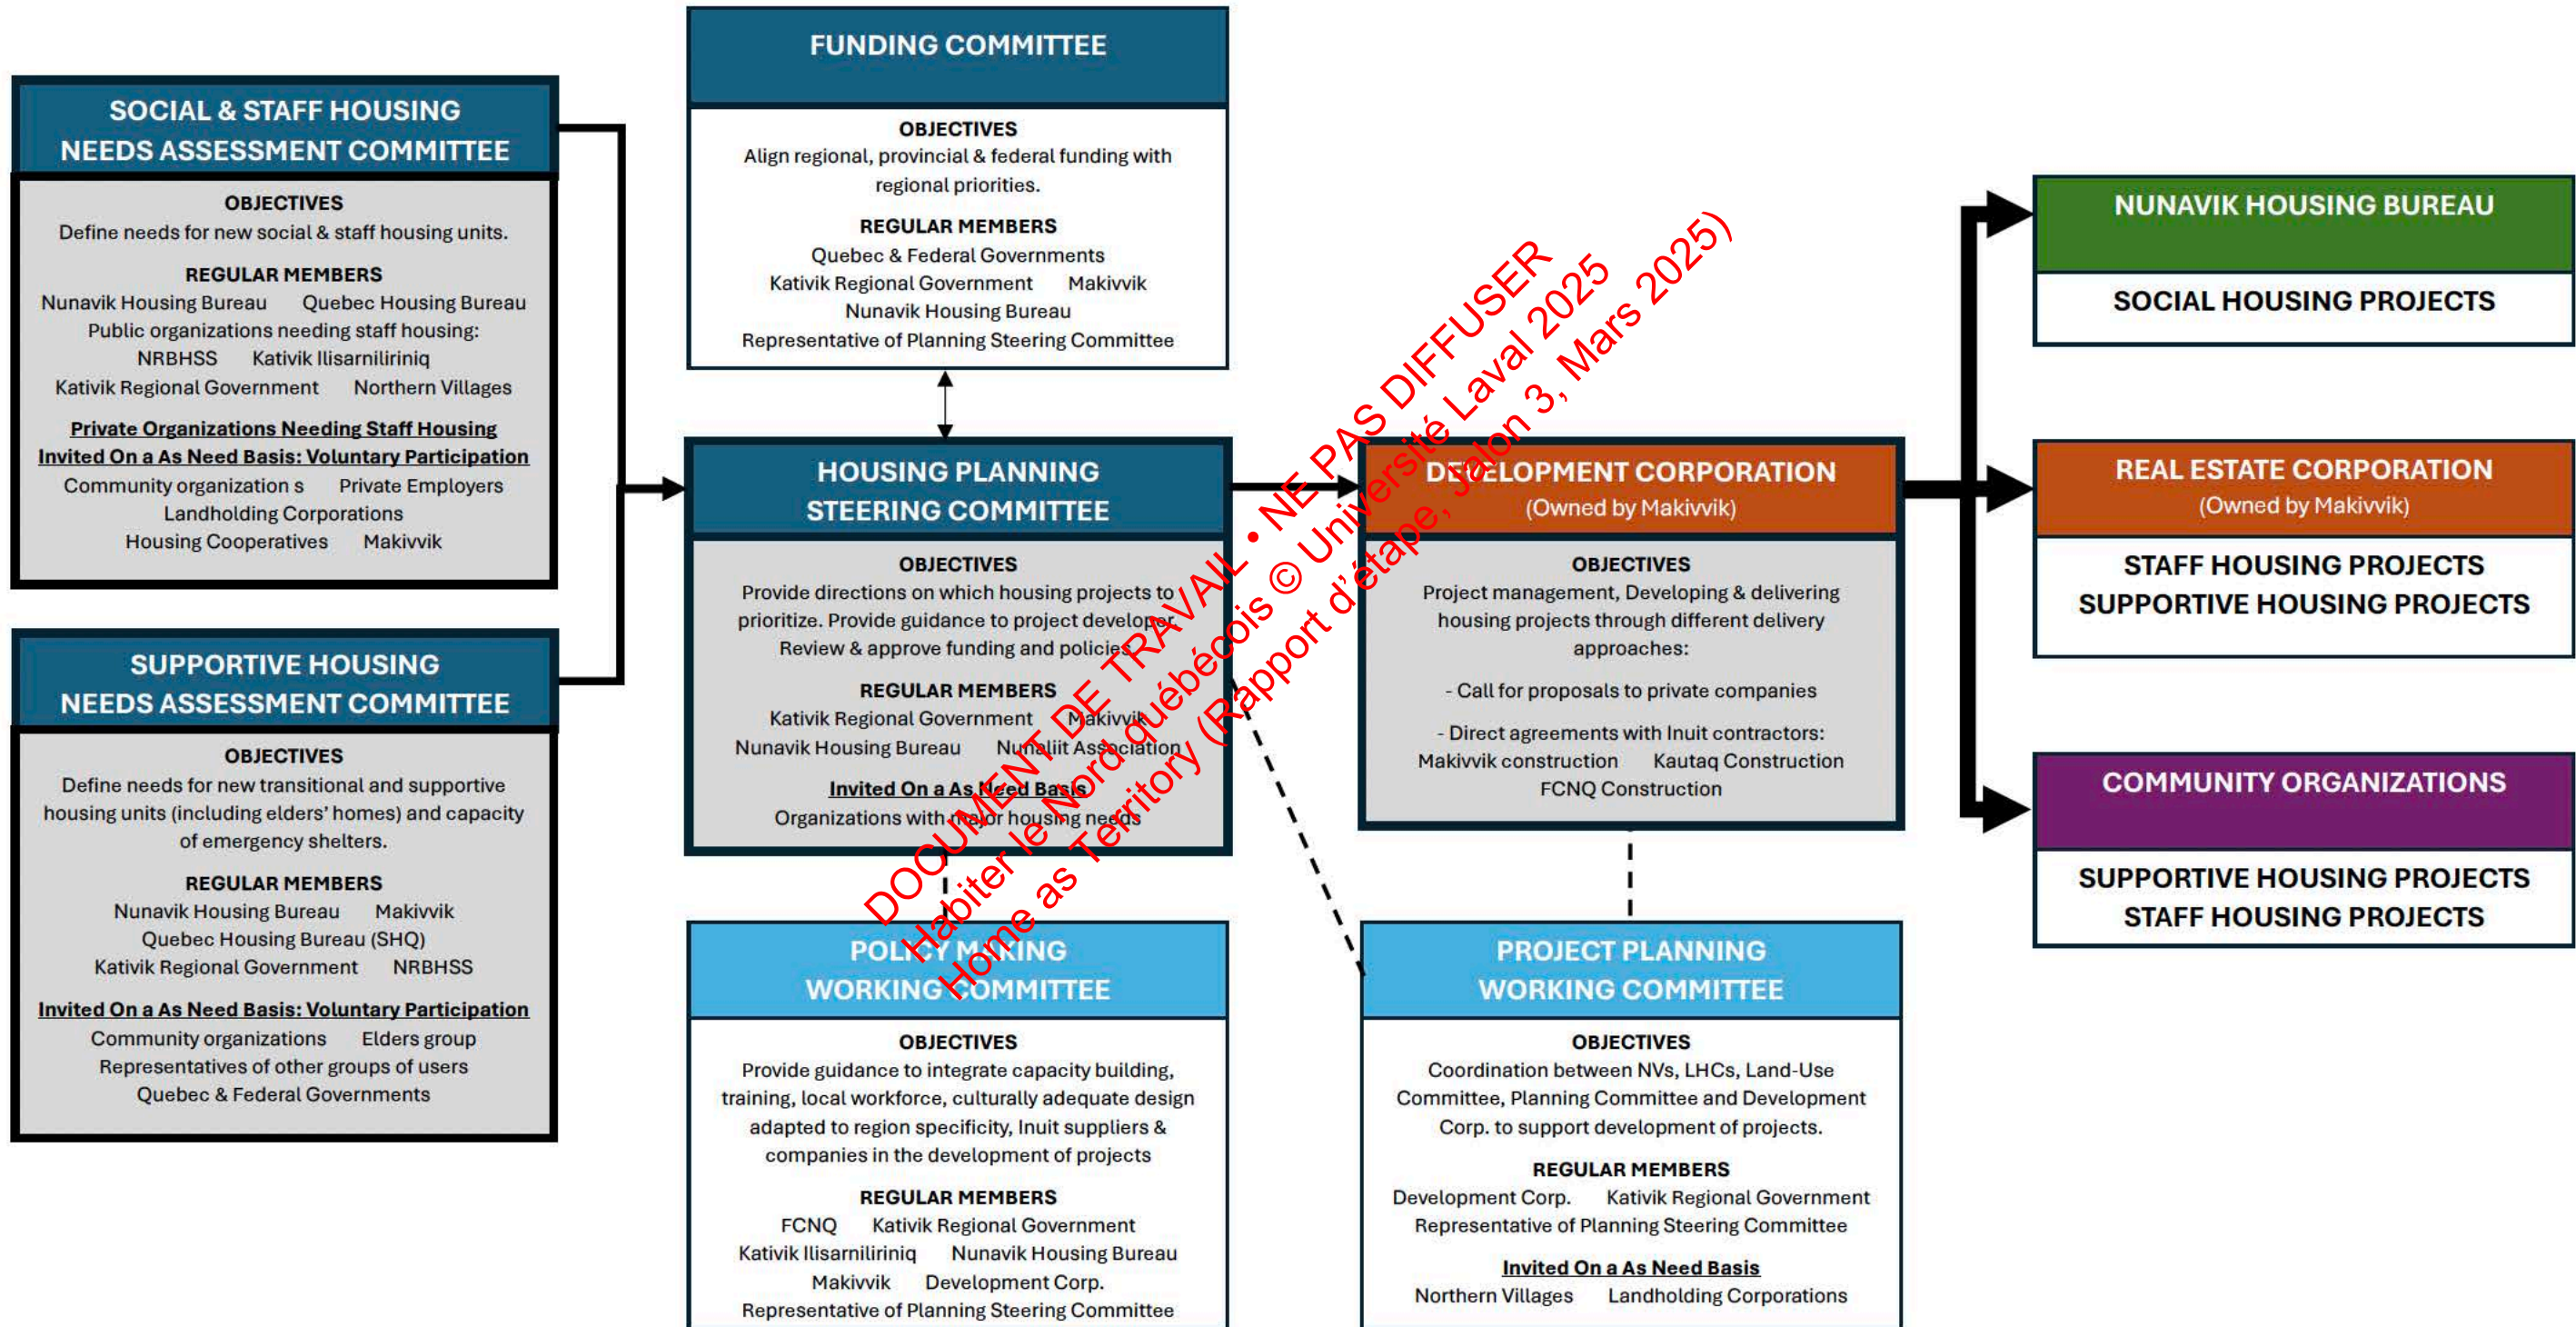 SOCIAL & STAFF HOUSING
NEEDS ASSESSMENT COMMITTEE
OBJECTIVES
Define needs for new social & staff housing units.
REGULAR MEMBERS
Nunavik Housing Bureau Quebec Housing Bureau
Public organizations needing staff housing:
NRBHSS Kativik Ilisarniliriniq
Kativik Regional Government Northern Villages
Private Organizations Needing Staff Housing
Invited On a As Need Basis: Voluntary Participation
Community organization s Private Employers
Landholding Corporations
Housing Cooperatives Makivvik
SUPPORTIVE HOUSING
NEEDS ASSESSMENT COMMITTEE
OBJECTIVES
Define needs for new transitional and supportive
housing units (including elders' homes) and capacity
of emergency shelters.
REGULAR MEMBERS
Nunavik Housing Bureau Makivvik
Quebec Housing Bureau (SHQ)
Kativik Regional Government NRBHSS
Invited On a As Need Basis: Voluntary Participation
Community organizations Elders group
Representatives of other groups of users
Quebec & Federal Governments
FUNDING COMMITTEE
OBJECTIVES
Align regional, provincial & federal funding with
regional priorities.
REGULAR MEMBERS
Quebec & Federal Governments
Kativik Regional Government Makivvik
Nunavik Housing Bureau
Representative of Planning Steering Committee
HOUSING PLANNING
STEERING COMMITTEE
OBJECTIVES
Provide directions on which housing projects to
prioritize. Provide guidance to project developer.
Review & approve funding and policies.
REGULAR MEMBERS
Kativik Regional Government Makivvik
Nunavik Housing Bureau Nunaliit Association
Invited On a As Need Basis
Organizations with major housing needs
POLICY MAKING
WORKING COMMITTEE
OBJECTIVES
Provide guidance to integrate capacity building,
training, local workforce, culturally adequate design
adapted to region specificity, Inuit suppliers &
companies in the development of projects
REGULAR MEMBERS
FCNQ Kativik Regional Government
Kativik Ilisarniliriniq Nunavik Housing Bureau
Makivvik Development Corp.
Representative of Planning Steering Committee
DEVELOPMENT CORPORATION
(Owned by Makivvik)
OBJECTIVES
Project management, Developing & delivering
housing projects through different delivery
approaches:
- Call for proposals to private companies
- Direct agreements with Inuit contractors:
Makivvik construction Kautaq Construction
FCNQ Construction
PROJECT PLANNING
WORKING COMMITTEE
OBJECTIVES
Coordination between NVs, LHCs, Land-Use
Committee, Planning Committee and Development
Corp. to support development of projects.
REGULAR MEMBERS
Development Corp. Kativik Regional Government
Representative of Planning Steering Committee
Invited On a As Need Basis
Northern Villages Landholding Corporations
NUNAVIK HOUSING BUREAU
SOCIAL HOUSING PROJECTS
REAL ESTATE CORPORATION
(Owned by Makivvik)
STAFF HOUSING PROJECTS
SUPPORTIVE HOUSING PROJECTS
COMMUNITY ORGANIZATIONS
SUPPORTIVE HOUSING PROJECTS
STAFF HOUSING PROJECTS
DOCUMENT DE TRAVAIL • NE PAS DIFFUSER
Habiter le Nord québécois © Université Laval 2025
Home as Territory (Rapport d'étape, Jalon 3, Mars 2025)